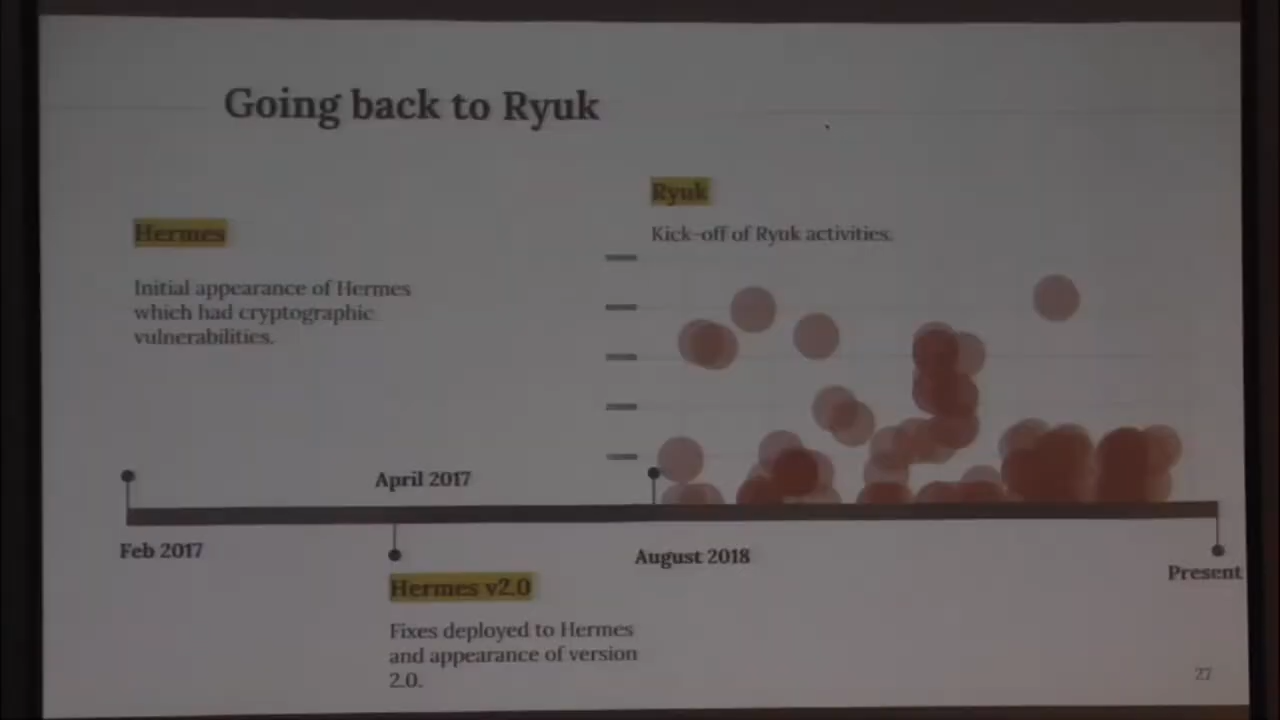 Going back to Ryuk
Ryuk
Kick-off of Ryuk activities.
Hermes
Initial appearance of Hermes
which had cryptographic
vulnerabilities.
April 2017
Feb 2017
August 2018
Present
Hermes v2.0
Fixes deployed to Hermes
and appearance of version
2.0.
27